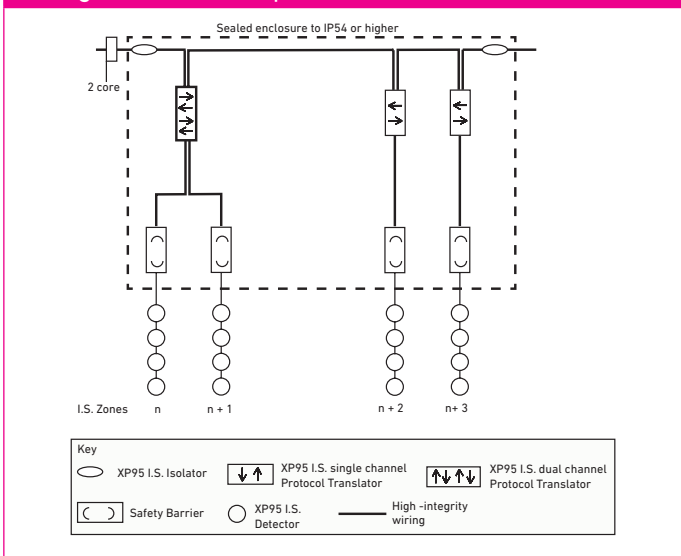 Sealed enclosure to IP54 or higher
2 core
I.S. Zones n n + 1 n + 2 n+ 3
Key
XP95 I.S. Isolator
XP95 I.S. single channel
Protocol Translator
XP95 I.S. dual channel
Protocol Translator
Safety Barrier
XP95 I.S.
Detector
High -integrity
wiring